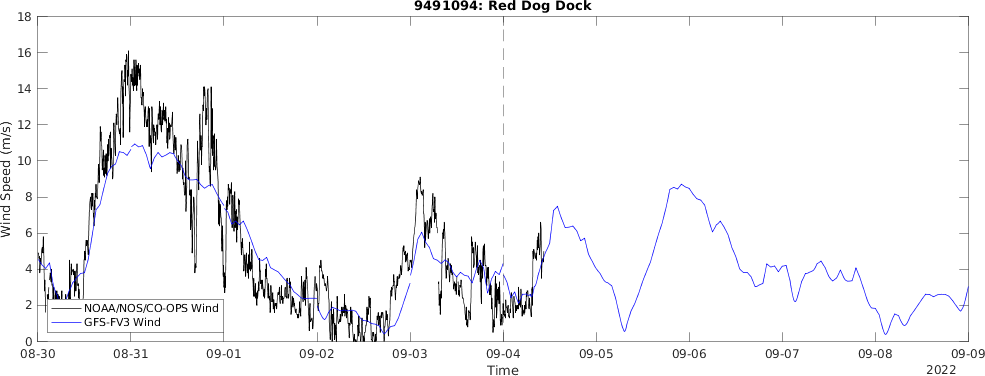 9491094: Red Dog Dock
Wind Speed (m/s)
18
16
14
12
10
8
6
4
2
0
NOAA/NOS/CO-OPS Wind
GFS-FV3 Wind
08-30 08-31 09-01 09-02 09-03 09-04 09-05 09-06 09-07 09-08 09-09
Time
2022